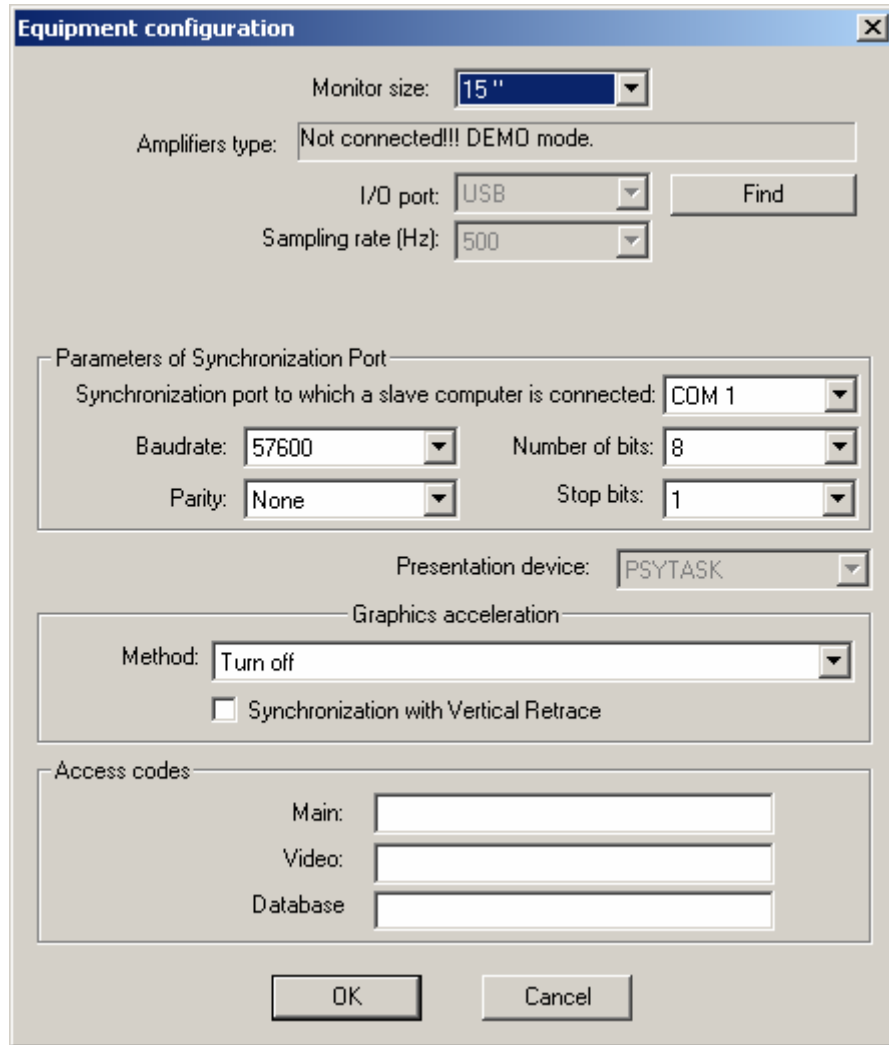 Equipment configuration
Monitor size: 15 "
Amplifiers type: Not connected!!! DEMO mode.
I/O port: USB Find
Sampling rate (Hz): 500
Parameters of Synchronization Port
Synchronization port to which a slave computer is connected: COM 1
Baudrate: 57600 Number of bits: 8
Parity: None Stop bits: 1
Presentation device: PSYTASK
Graphics acceleration
Method: Turn off
Synchronization with Vertical Retrace
Access codes
Main:
Video:
Database
OK Cancel